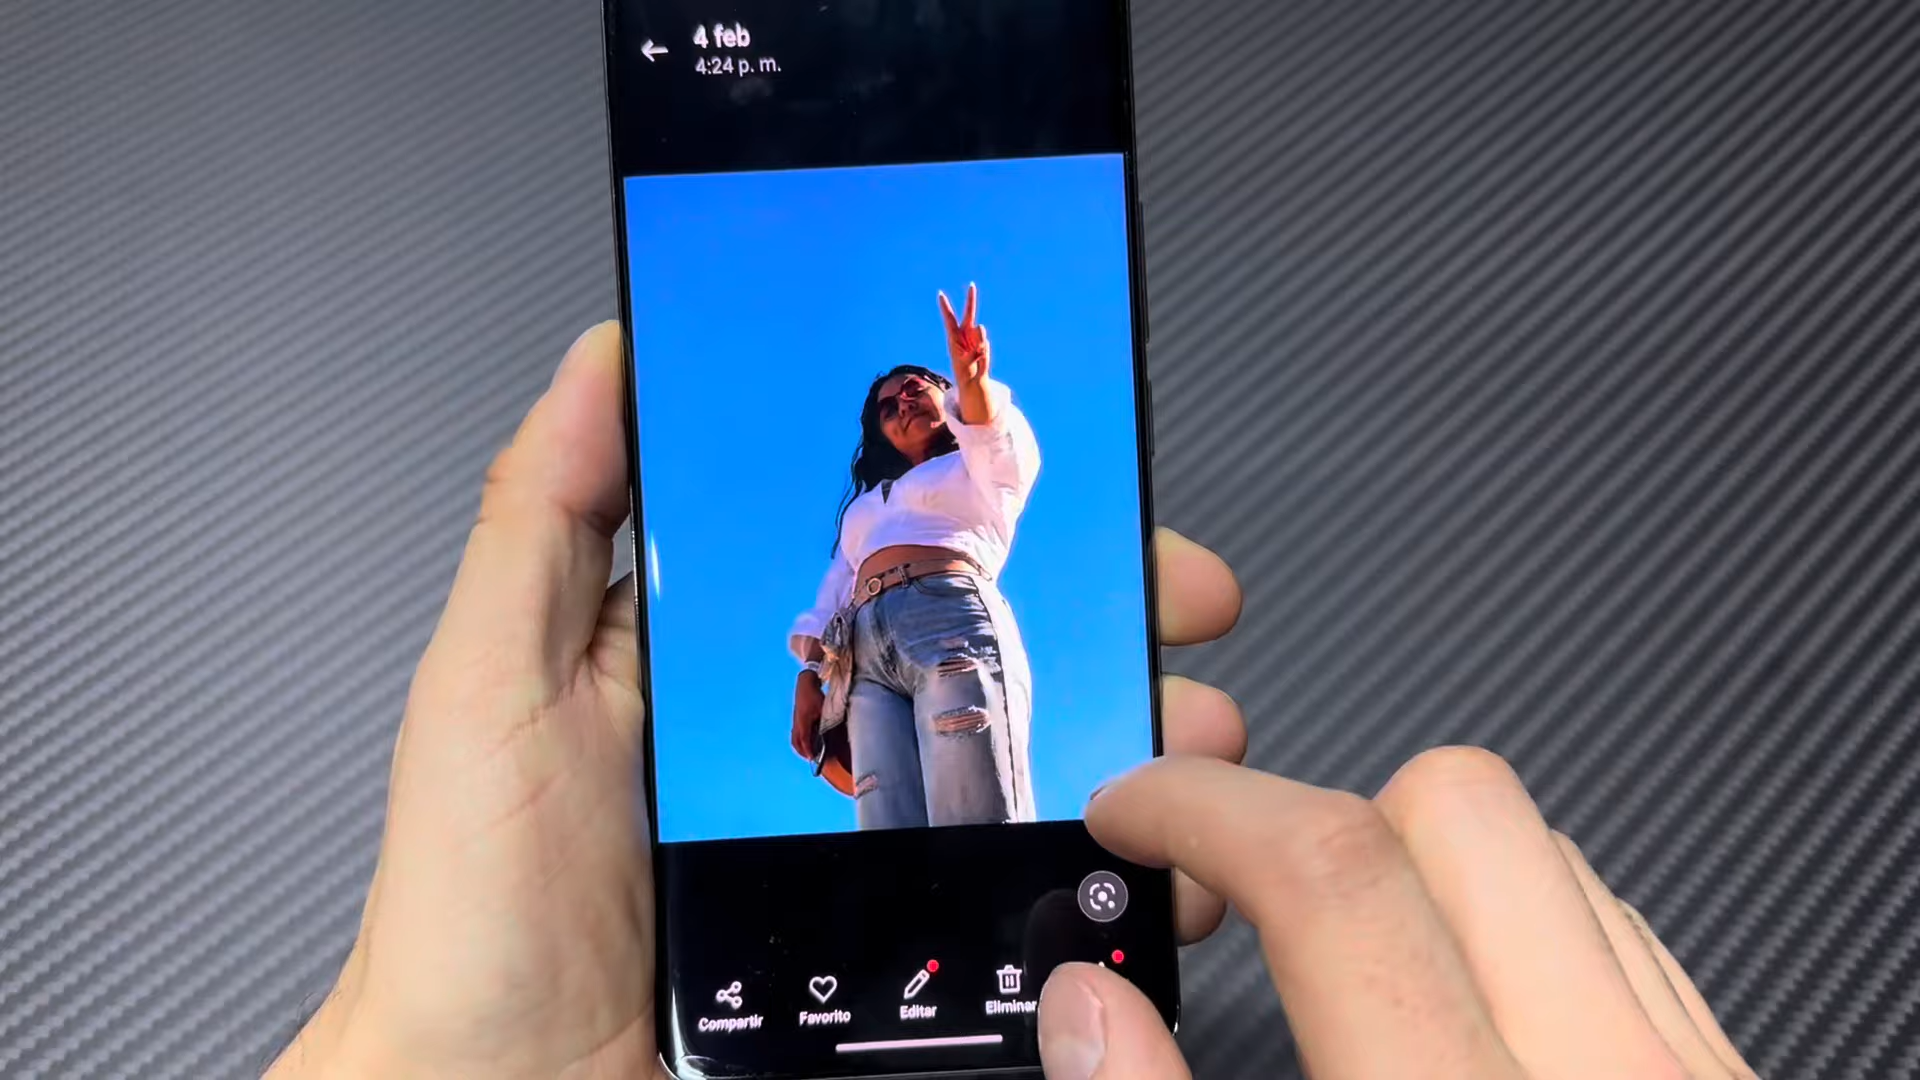 4 feb
4:24 p. m.
Compartir
Favorito
Editar
Eliminar